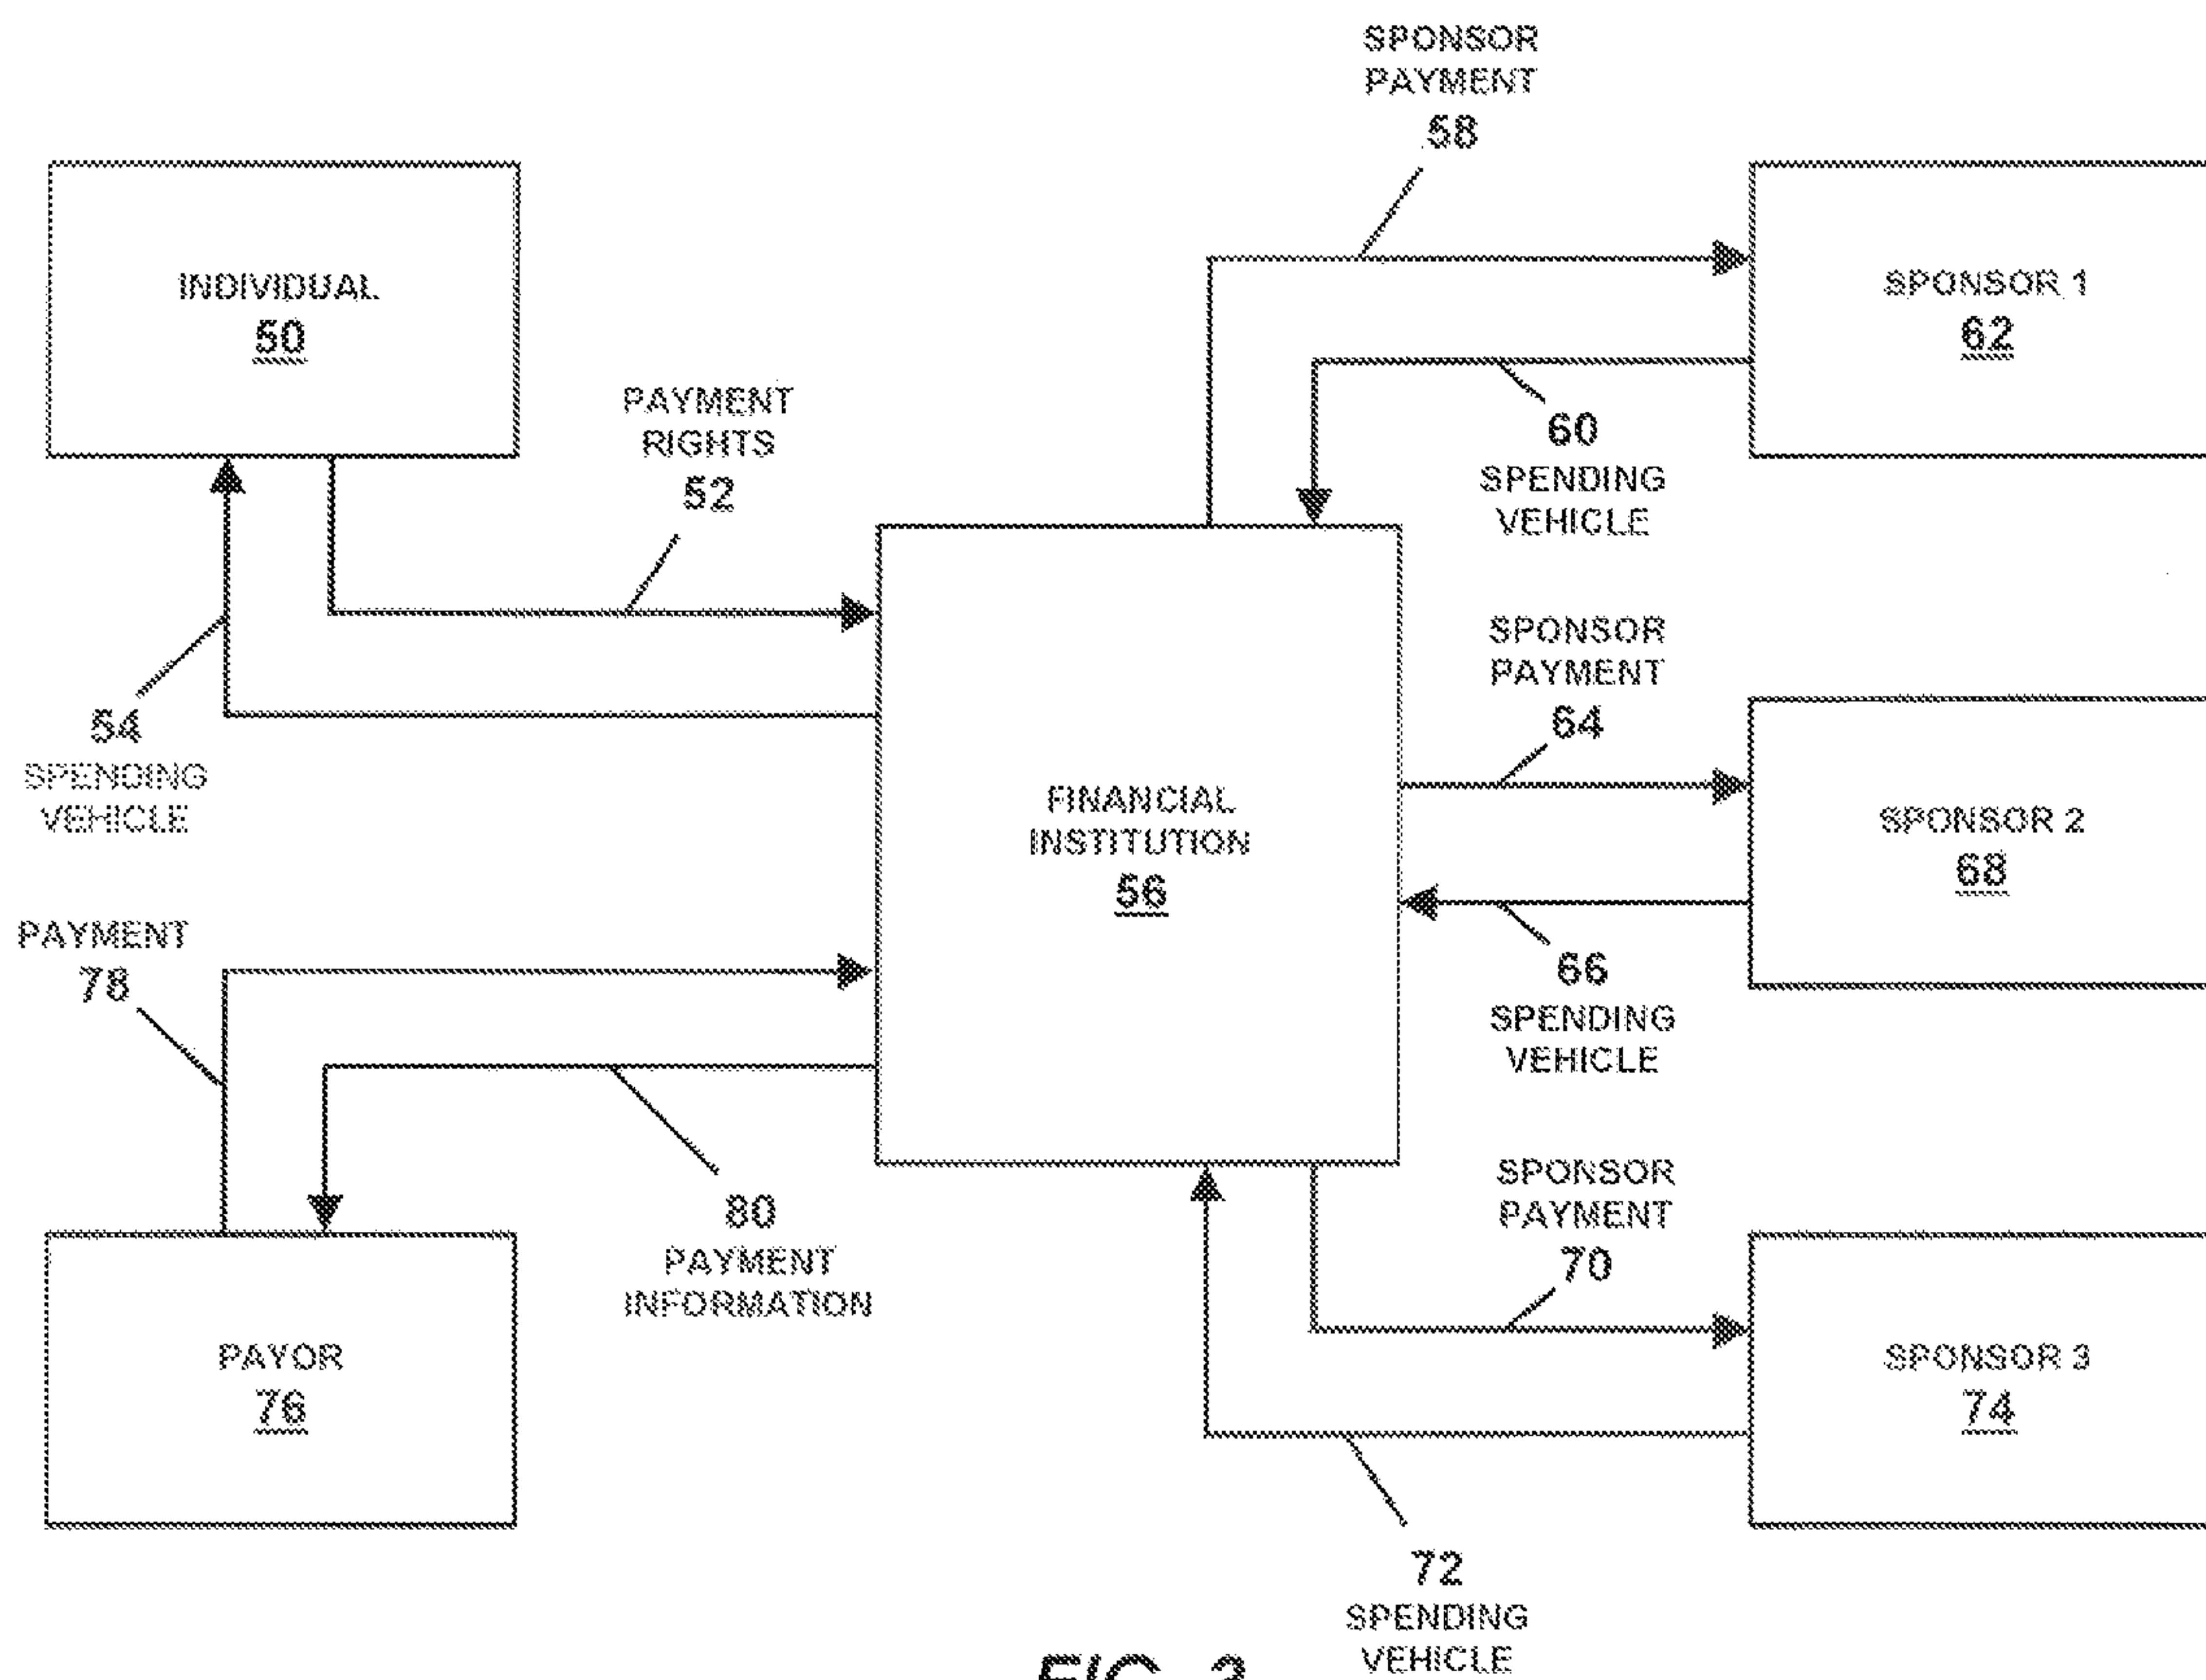 SPONSOR
PAYMENT
58
INDIVIDUAL
50
SPONSOR 1
62
PAYMENT
RIGHTS
52
60
SPENDING
VEHICLE
54
SPENDING
VEHICLE
SPONSOR
PAYMENT
64
FINANCIAL
INSTITUTION
56
SPONSOR 2
68
PAYMENT
78
66
SPENDING
VEHICLE
80
PAYMENT
INFORMATION
SPONSOR
PAYMENT
70
PAYOR
76
SPONSOR 3
74
72
SPENDING
VEHICLE
FIG.